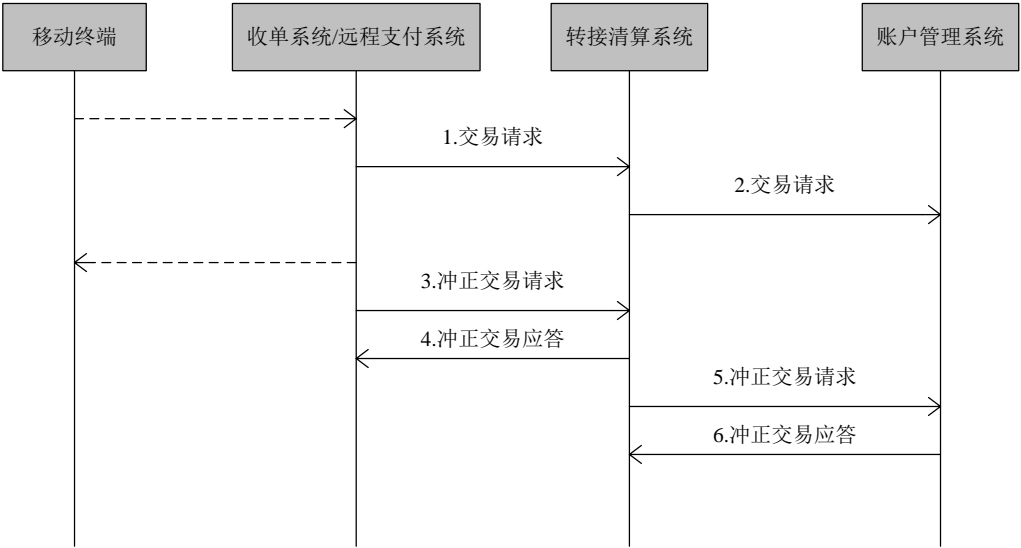 移动终端
收单系统/远程支付系统
转接清算系统
账户管理系统
1.交易请求
2.交易请求
3.冲正交易请求
4.冲正交易应答
5.冲正交易请求
6.冲正交易应答